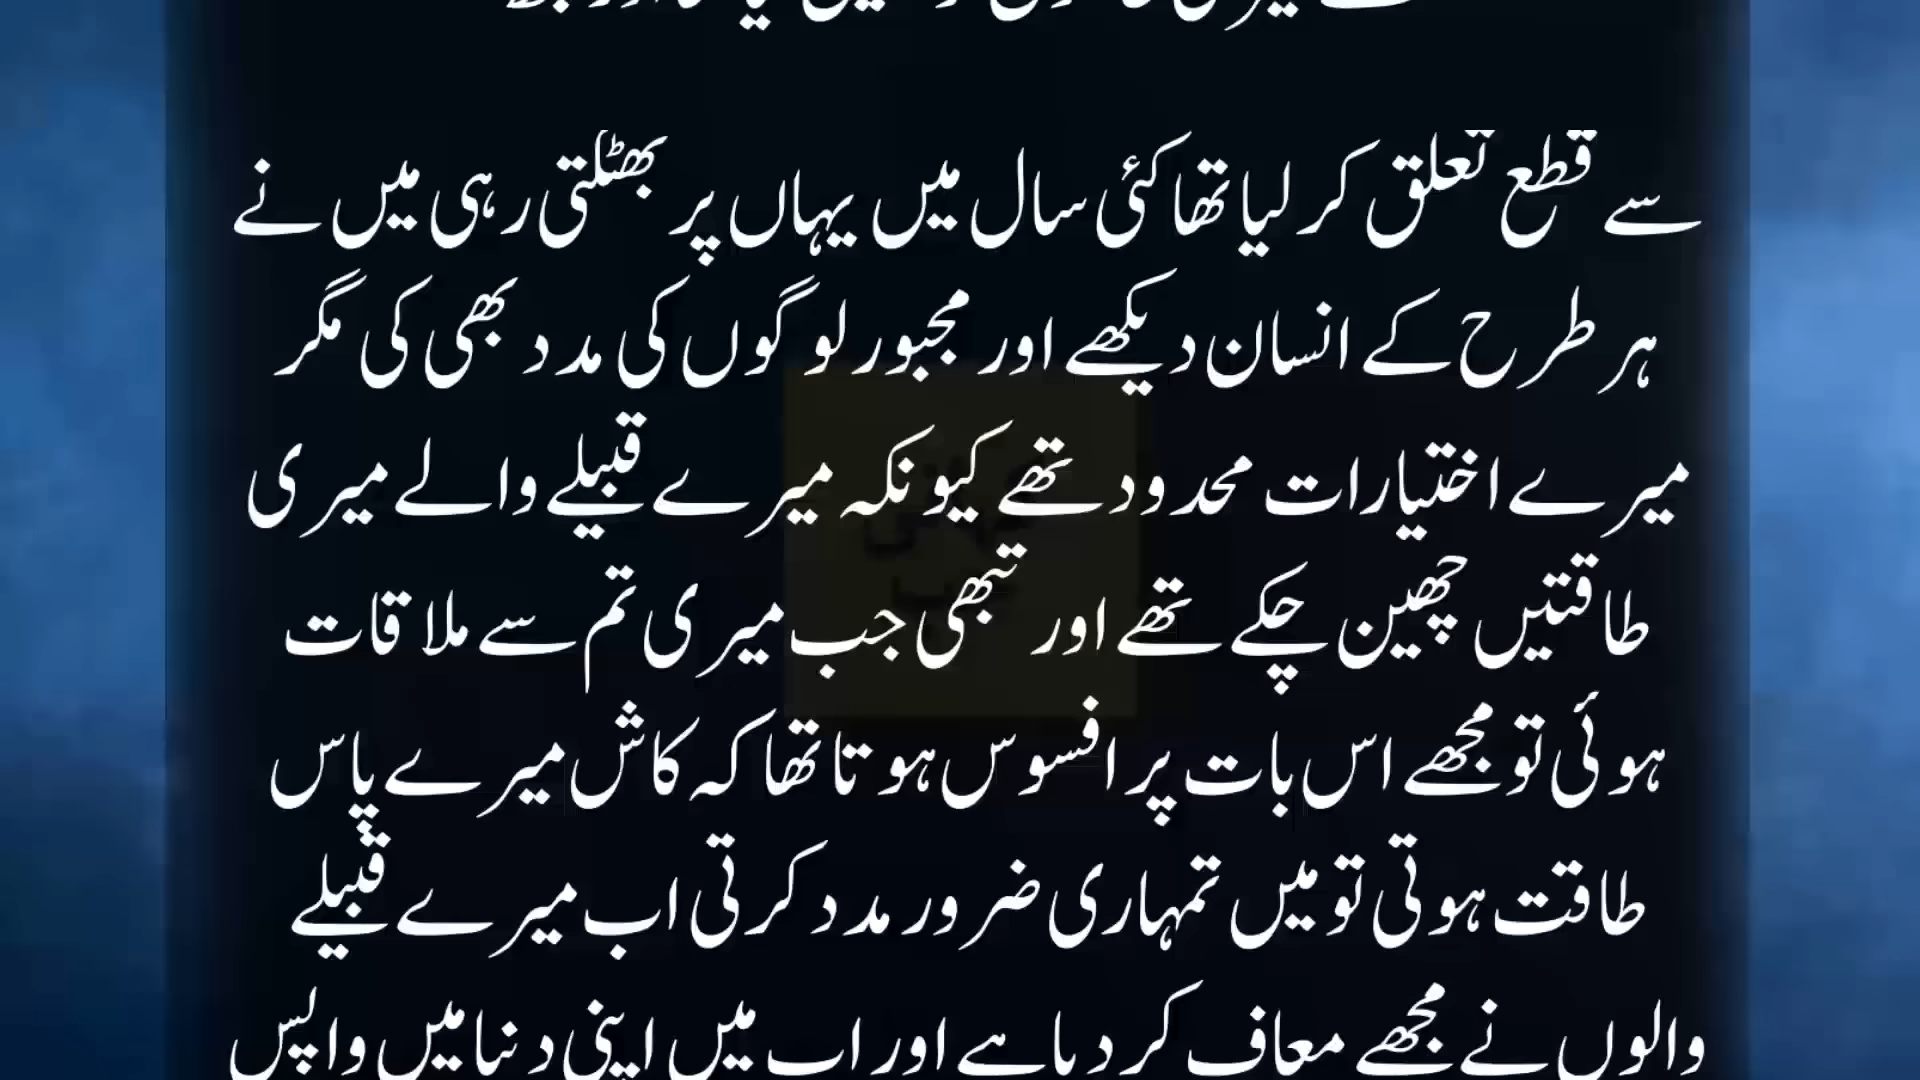 سے قطع تعلق کر لیا تھا کئی سال میں یہاں پر بھٹکتی رہی میں نے
ہر طرح کے انسان دیکھے اور مجبور لوگوں کی مدد بھی کی مگر
میرے اختیارات محدود تھے کیونکہ میرے قبیلے والے میری
طاقتیں چھین چکے تھے اور تبھی جب میری تم سے ملاقات
ہوئی تو مجھے اس بات پر افسوس ہوتا تھا کہ کاش میرے پاس
طاقت ہوتی تو میں تمہاری ضرور مدد کرتی اب میرے قبیلے
والوں نے مجھے معاف کر دیا ہے اور اب میں اپنی دنیا میں واپس